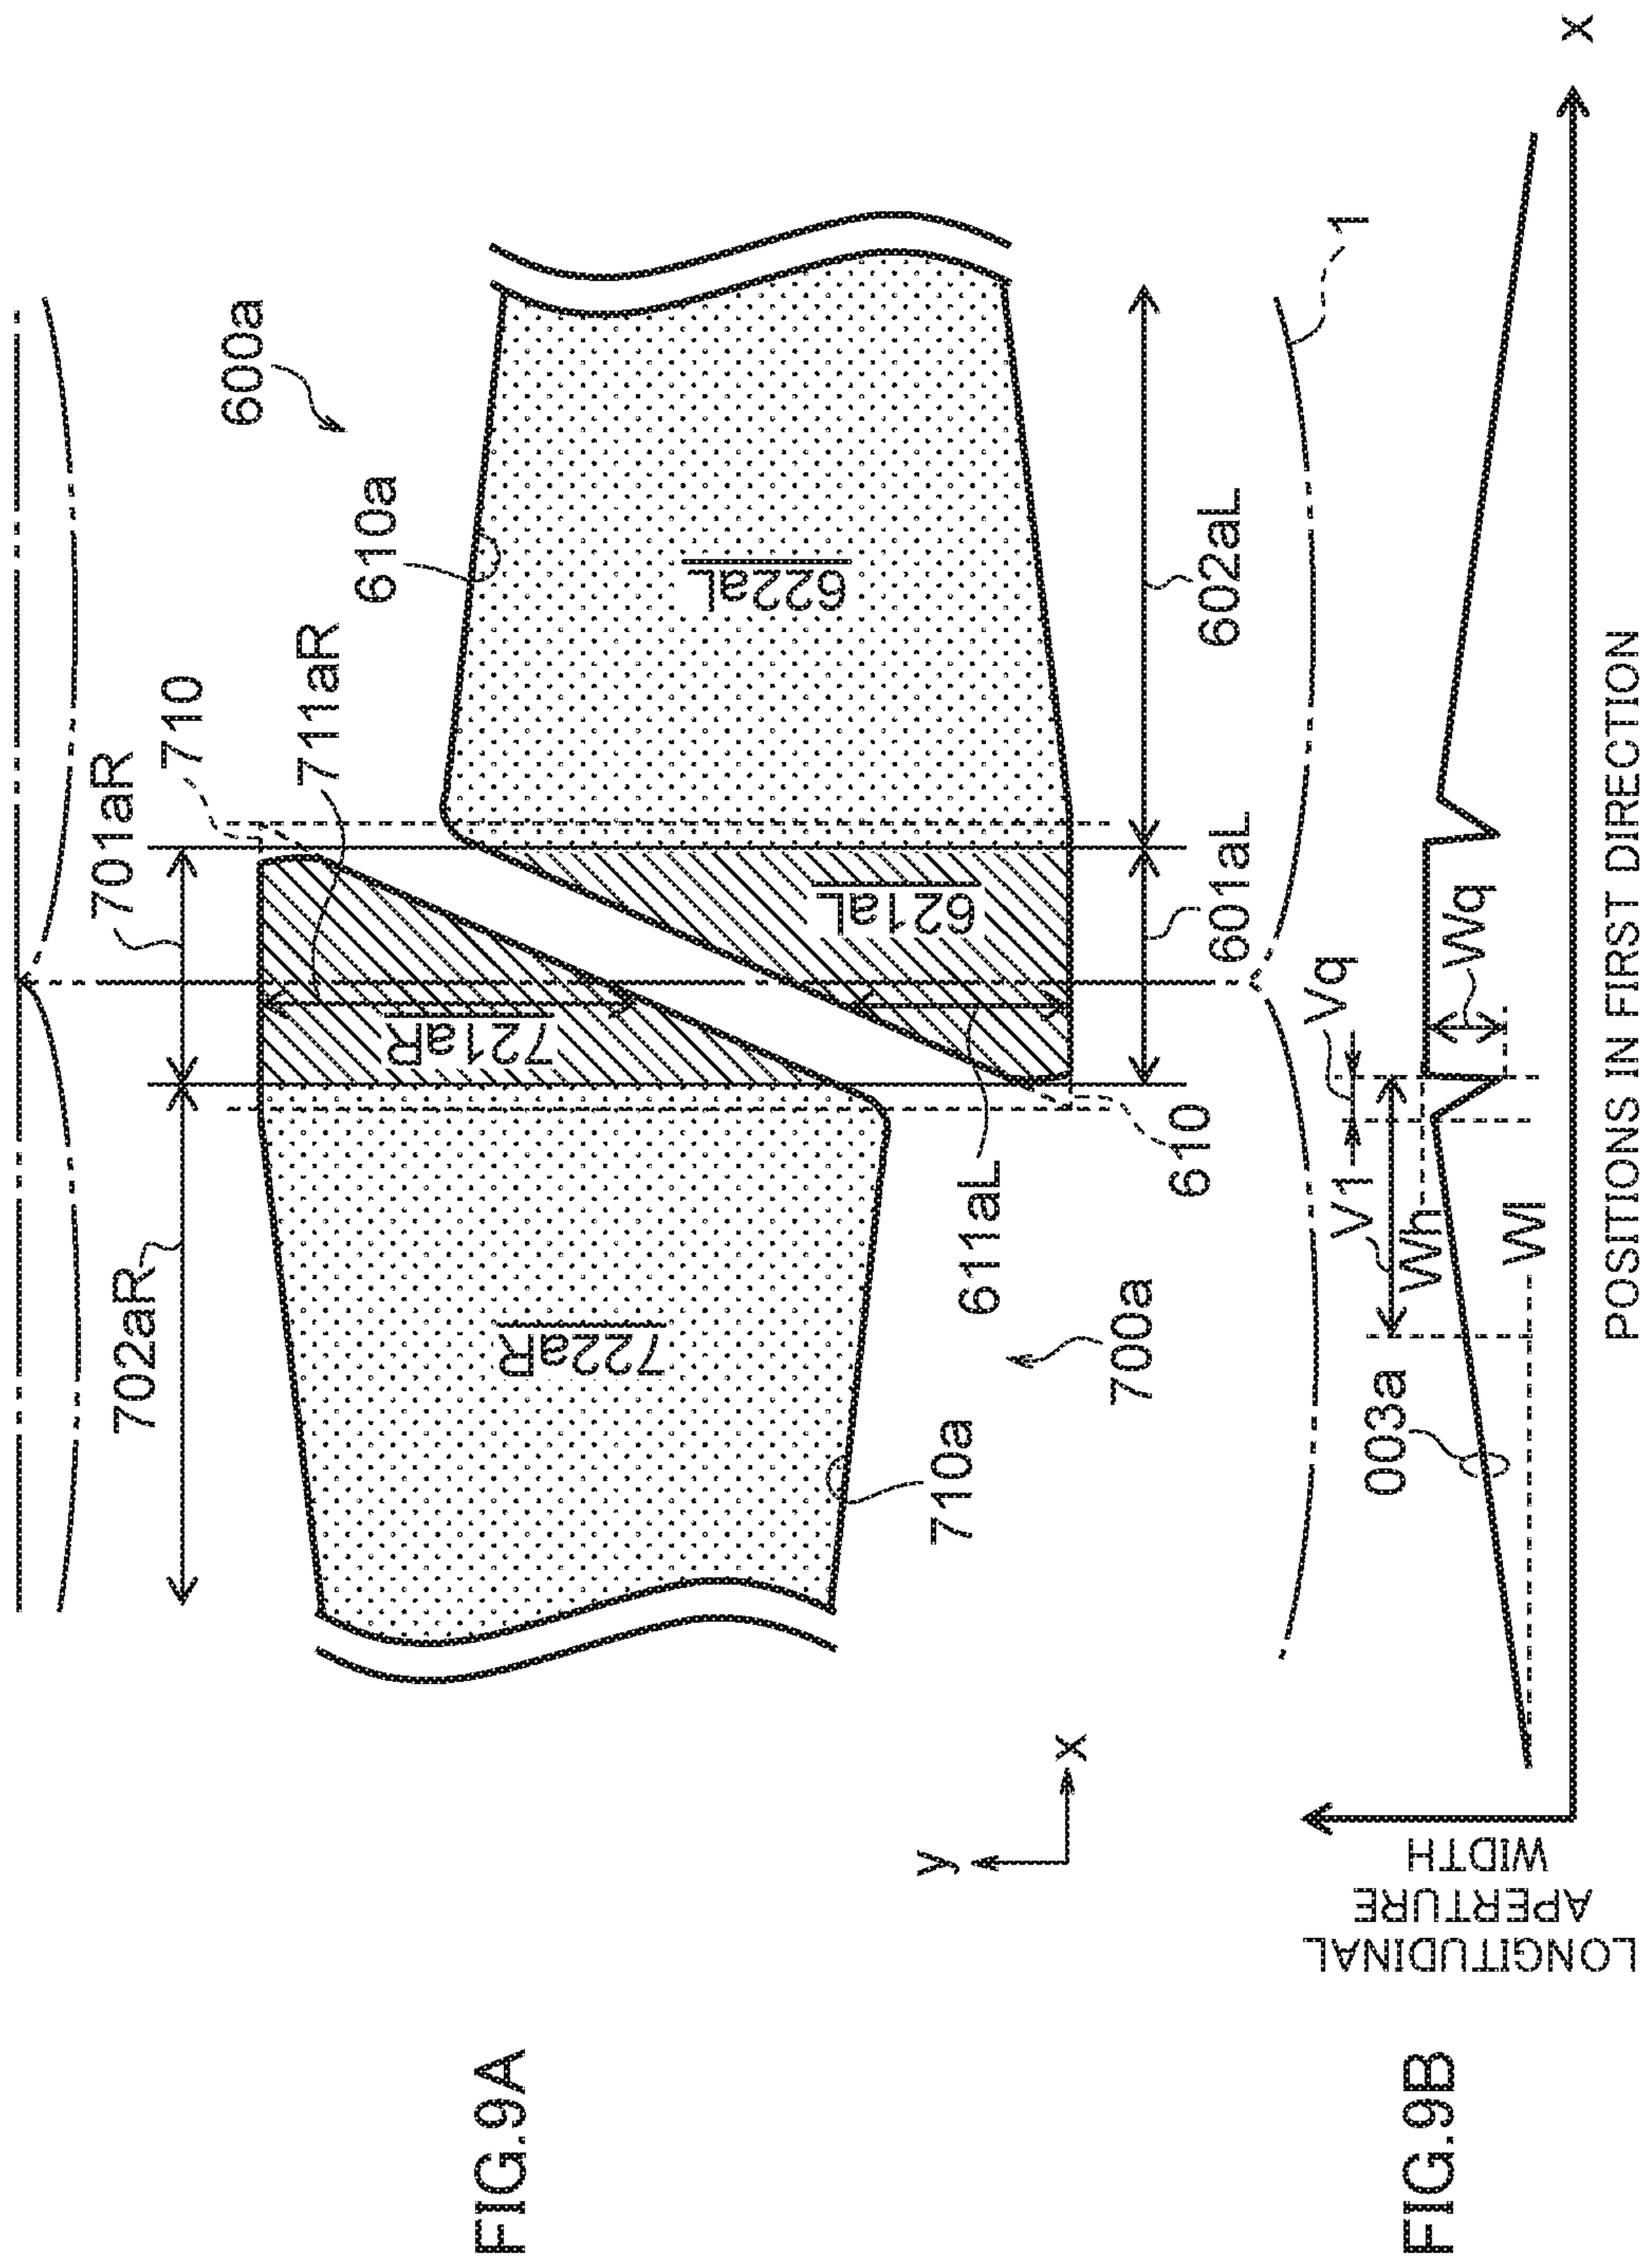 FIG.9A
702aR
701aR
710
711aR
600a
610a
722aR
721aR
621aL
622aL
710a
700a
611aL
610
601aL
602aL
1
y
x
FIG.9B
LONGITUDINAL
APERTURE
WIDTH
003a
V1
Vq
Wh
Wq
Wl
POSITIONS IN FIRST DIRECTION
x